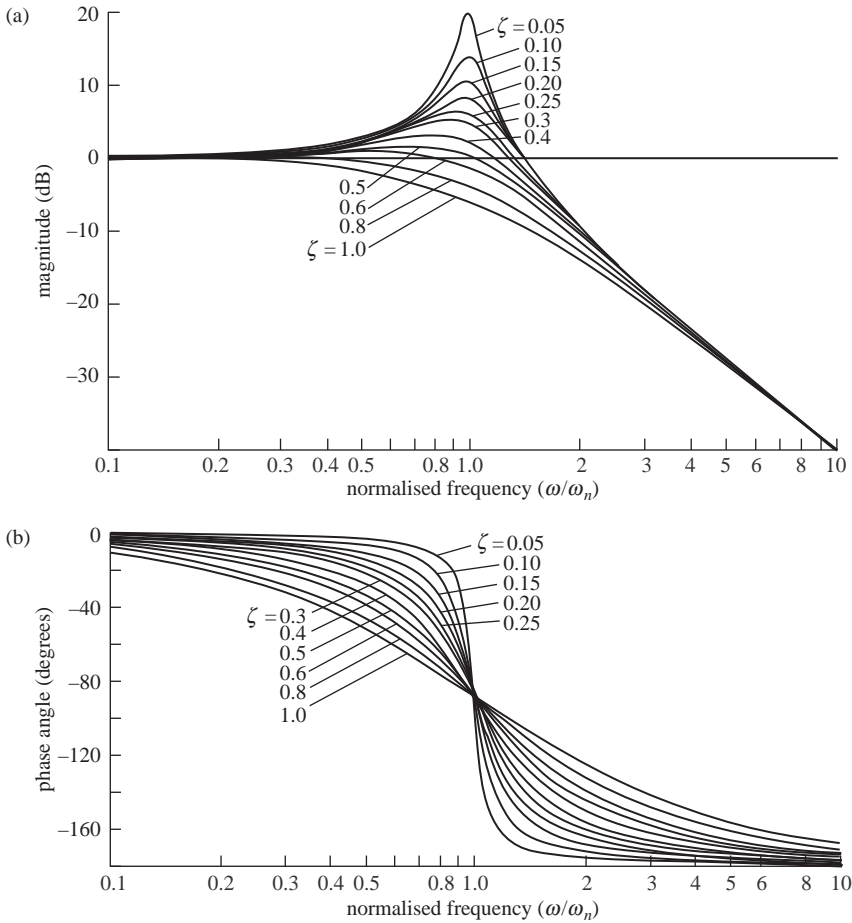 (a)
20
10
0
–10
–20
–30
magnitude (dB)
ζ = 0.05
0.10
0.15
0.20
0.25
0.3
0.4
0.5
0.6
0.8
ζ = 1.0
0.1 0.2 0.3 0.4 0.5 0.8 1.0 2 3 4 5 6 8 10
normalised frequency (ω/ωn)
(b)
0
–40
–80
–120
–160
phase angle (degrees)
ζ = 0.05
0.10
0.15
0.20
0.25
ζ = 0.3
0.4
0.5
0.6
0.8
1.0
0.1 0.2 0.3 0.4 0.5 0.8 1.0 2 3 4 5 6 8 10
normalised frequency (ω/ωn)